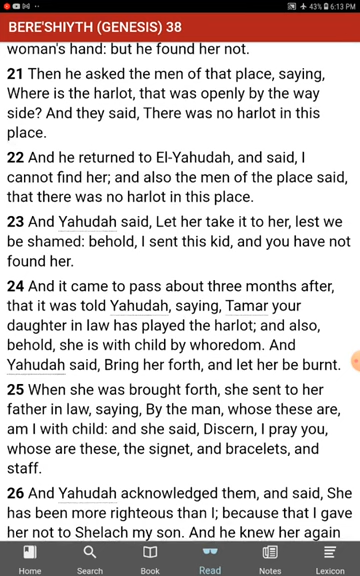 43% 6:13 PM
BERE'SHIYTH (GENESIS) 38
woman's hand: but he found her not.
21 Then he asked the men of that place, saying,
Where is the harlot, that was openly by the way
side? And they said, There was no harlot in this
place.
22 And he returned to El-Yahudah, and said, I
cannot find her; and also the men of the place said,
that there was no harlot in this place.
23 And Yahudah said, Let her take it to her, lest we
be shamed: behold, I sent this kid, and you have not
found her.
24 And it came to pass about three months after,
that it was told Yahudah, saying, Tamar your
daughter in law has played the harlot; and also,
behold, she is with child by whoredom. And
Yahudah said, Bring her forth, and let her be burnt.
25 When she was brought forth, she sent to her
father in law, saying, By the man, whose these are,
am I with child: and she said, Discern, I pray you,
whose are these, the signet, and bracelets, and
staff.
26 And Yahudah acknowledged them, and said, She
has been more righteous than I; because that I gave
her not to Shelach my son. And he knew her again
Home Search Book Read Notes Lexicon